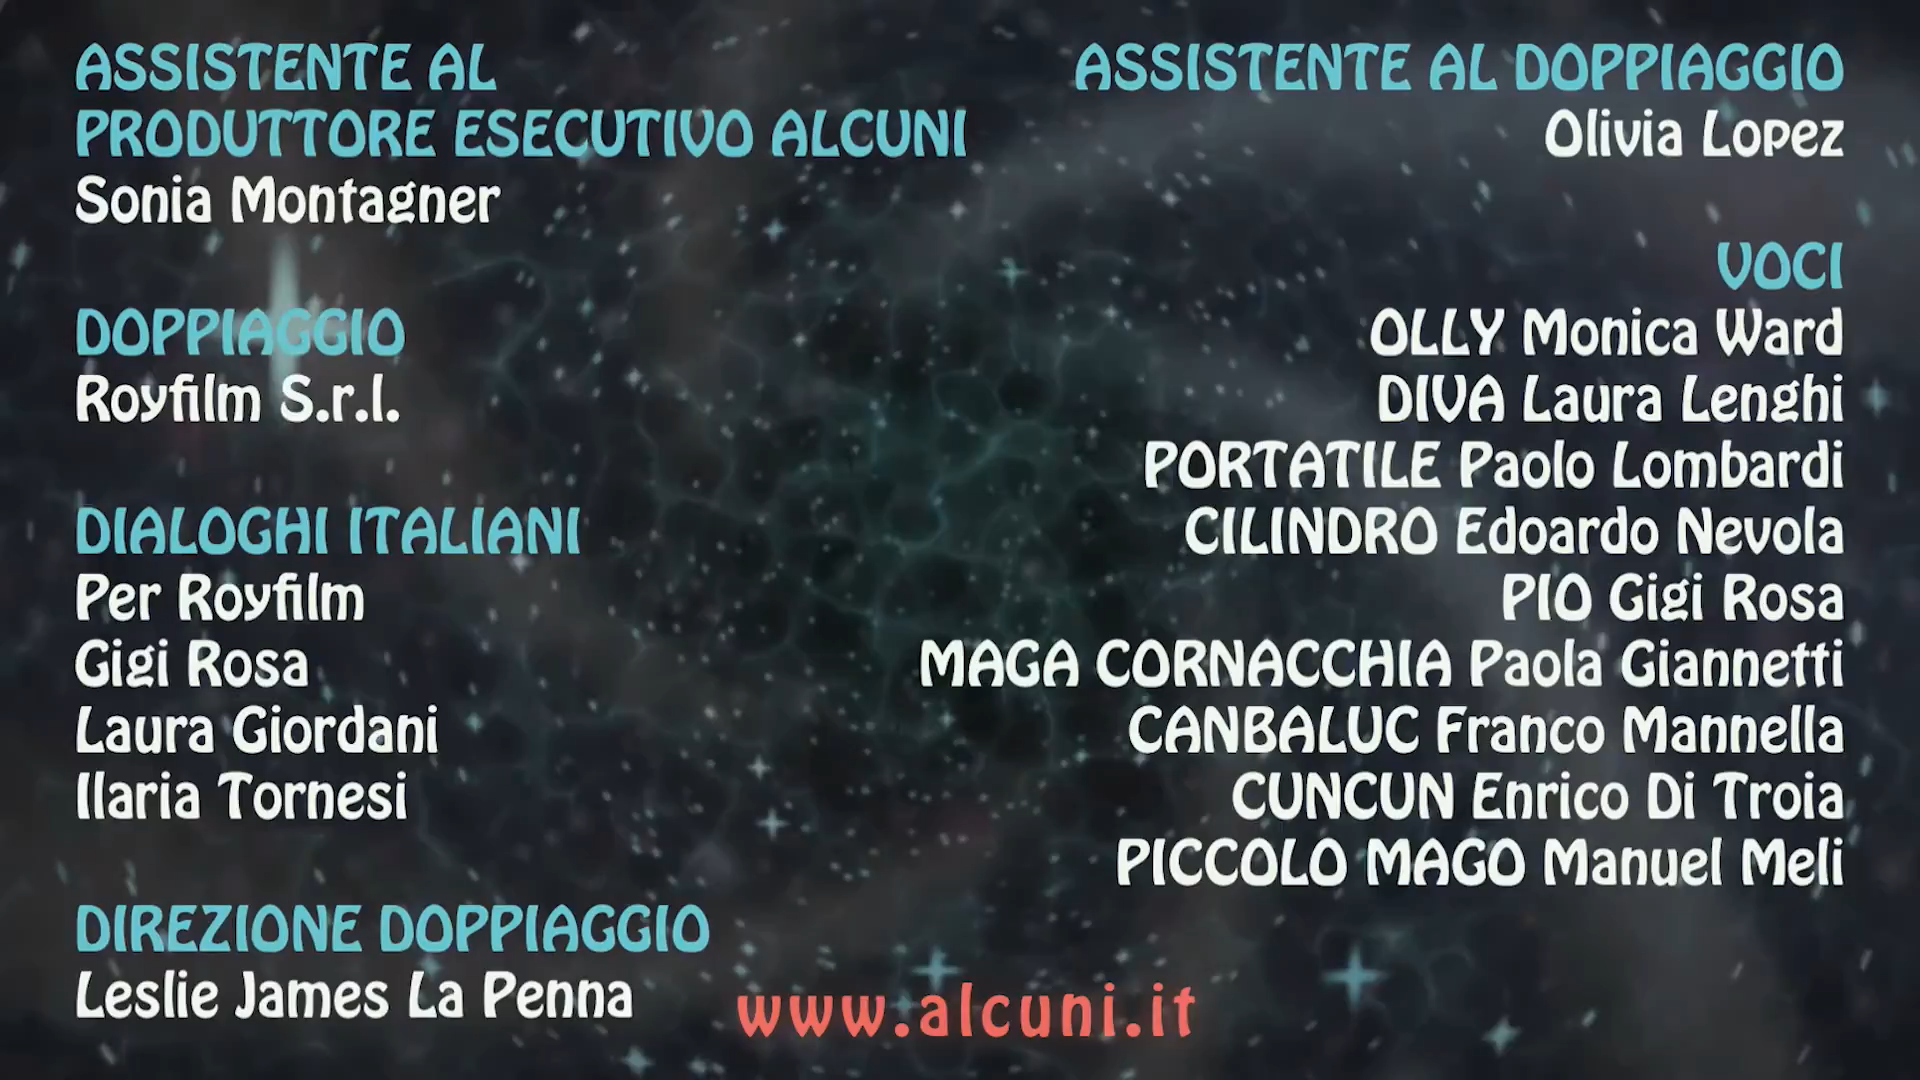 ASSISTENTE AL
PRODUTTORE ESECUTIVO ALCUNI
Sonia Montagner
DOPPIAGGIO
Royfilm S.r.l.
DIALOGHI ITALIANI
Per Royfilm
Gigi Rosa
Laura Giordani
Ilaria Tornesi
DIREZIONE DOPPIAGGIO
Leslie James La Penna
ASSISTENTE AL DOPPIAGGIO
Olivia Lopez
VOCI
OLLY Monica Ward
DIVA Laura Lenghi
PORTATILE Paolo Lombardi
CILINDRO Edoardo Nevola
PIO Gigi Rosa
MAGA CORNACCHIA Paola Giannetti
CANBALUC Franco Mannella
CUNCUN Enrico Di Troia
PICCOLO MAGO Manuel Meli
www.alcuni.it